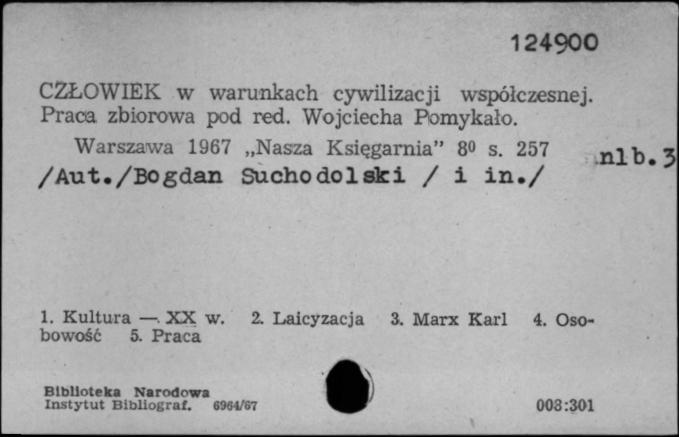 124900
CZŁOWIEK w warunkach cywilizacji współczesnej.
Praca zbiorowa pod red. Wojciecha Pomykało.
Warszawa 1967 „Nasza Księgarnia” 8⁰ s. 257 nlb.3
/Aut./Bogdan Suchodolski / i in./
1. Kultura — XX w. 2. Laicyzacja 3. Marx Karl 4. Oso-
bowość 5. Praca
Biblioteka Narodowa
Instytut Bibliograf. 6964/67 008:301